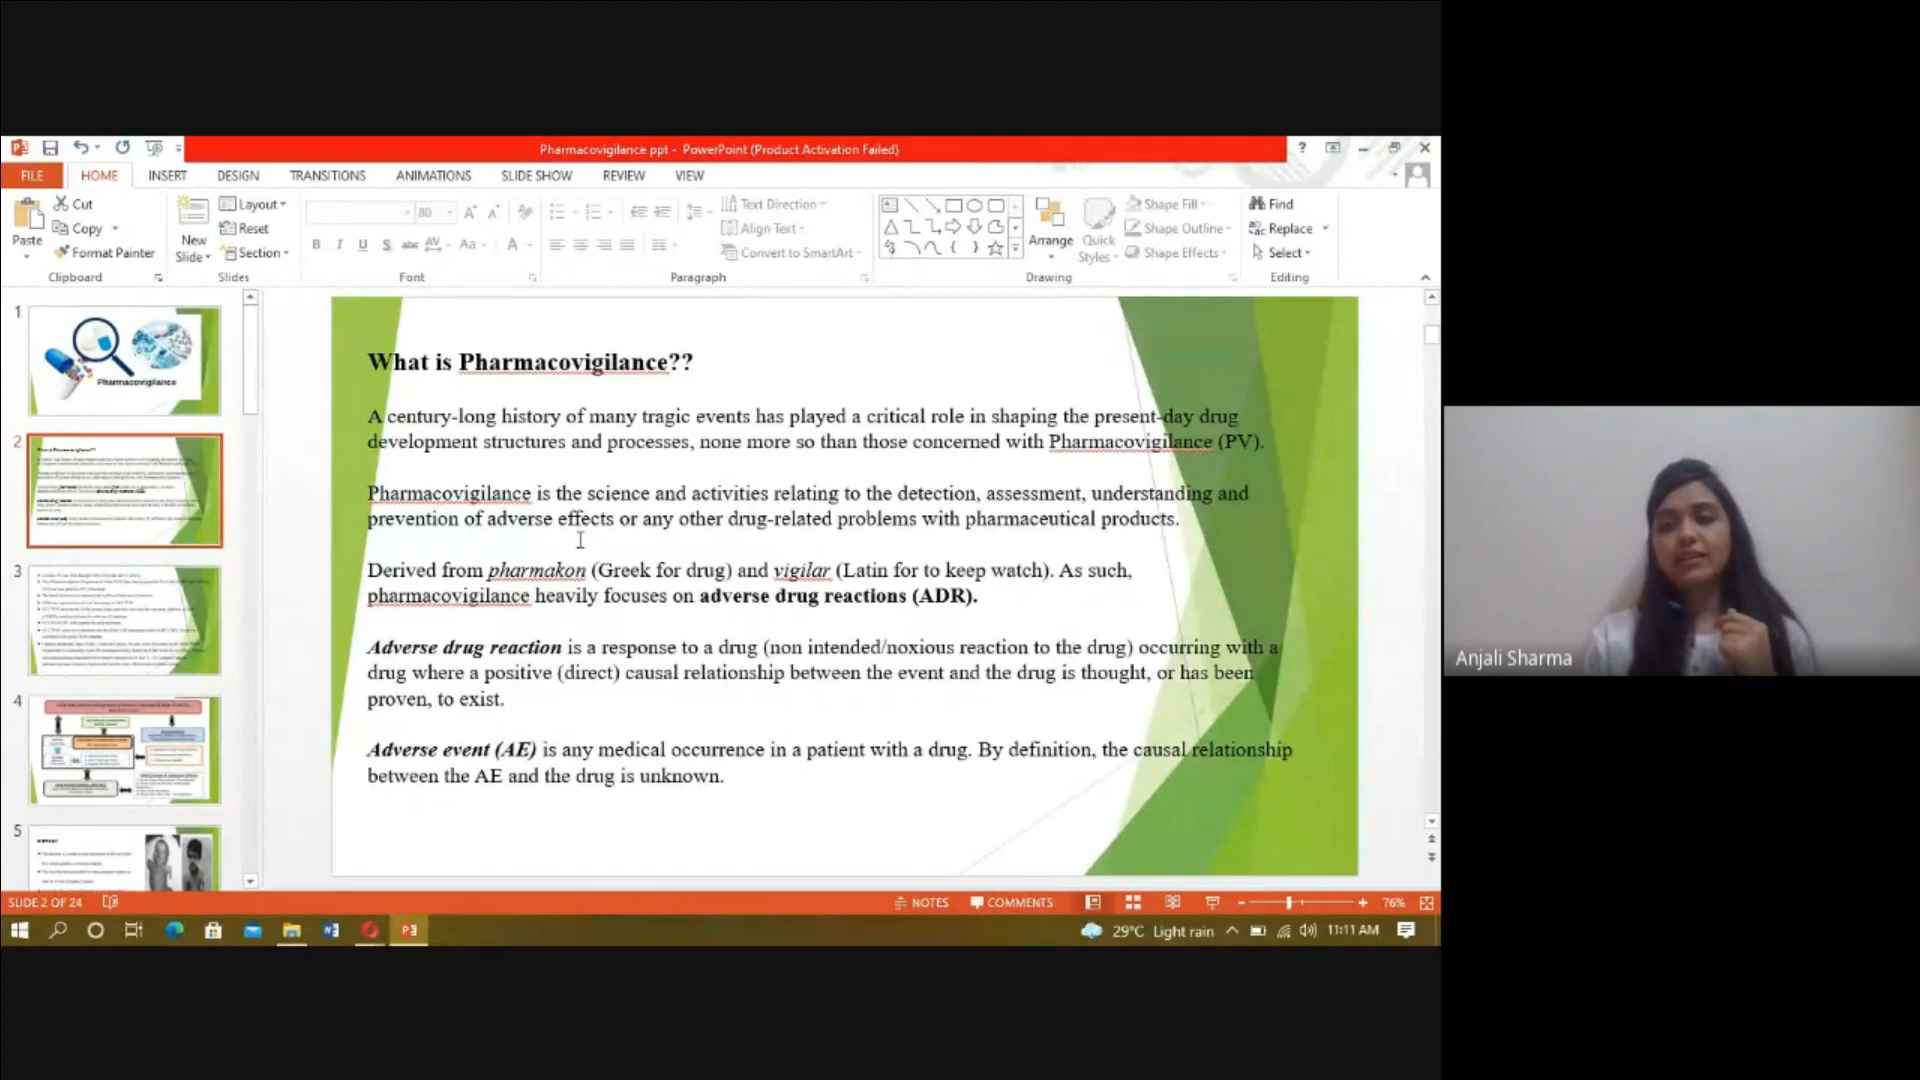 Pharmacovigilance ppt - PowerPoint (Product Activation Failed)
FILE HOME INSERT DESIGN TRANSITIONS ANIMATIONS SLIDE SHOW REVIEW VIEW
Paste
Cut
Copy
Format Painter
Clipboard
New Slide
Layout
Reset
Section
Slides
80
B I U S abc AV Aa A
Font
Text Direction
Align Text
Convert to SmartArt
Paragraph
Arrange
Quick Styles
Shape Fill
Shape Outline
Shape Effects
Drawing
Find
Replace
Select
Editing
1
Pharmacovigilance
2
3
4
5
What is Pharmacovigilance??
A century-long history of many tragic events has played a critical role in shaping the present-day drug
development structures and processes, none more so than those concerned with Pharmacovigilance (PV).
Pharmacovigilance is the science and activities relating to the detection, assessment, understanding and
prevention of adverse effects or any other drug-related problems with pharmaceutical products.
Derived from pharmakon (Greek for drug) and vigilar (Latin for to keep watch). As such,
pharmacovigilance heavily focuses on adverse drug reactions (ADR).
Adverse drug reaction is a response to a drug (non intended/noxious reaction to the drug) occurring with a
drug where a positive (direct) causal relationship between the event and the drug is thought, or has been
proven, to exist.
Adverse event (AE) is any medical occurrence in a patient with a drug. By definition, the causal relationship
between the AE and the drug is unknown.
Anjali Sharma
SLIDE 2 OF 24
NOTES COMMENTS 76%
29°C Light rain 11:11 AM